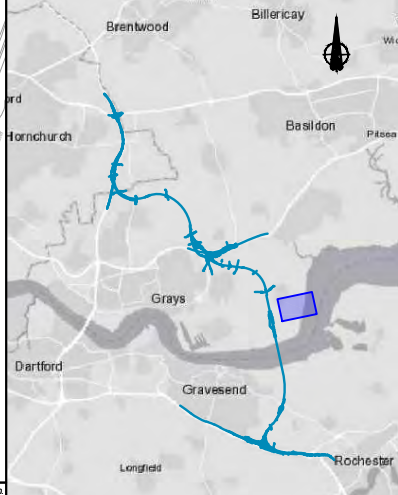 Billericay
Brentwood
Basildon
Hornchurch
Pitsea
Grays
Dartford
Gravesend
Rochester
Longfield